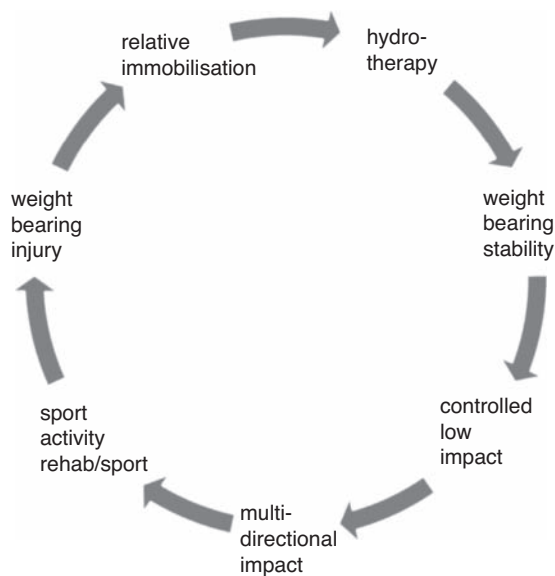 relative
immobilisation
hydro-
therapy
weight
bearing
stability
controlled
low
impact
multi-
directional
impact
sport
activity
rehab/sport
weight
bearing
injury